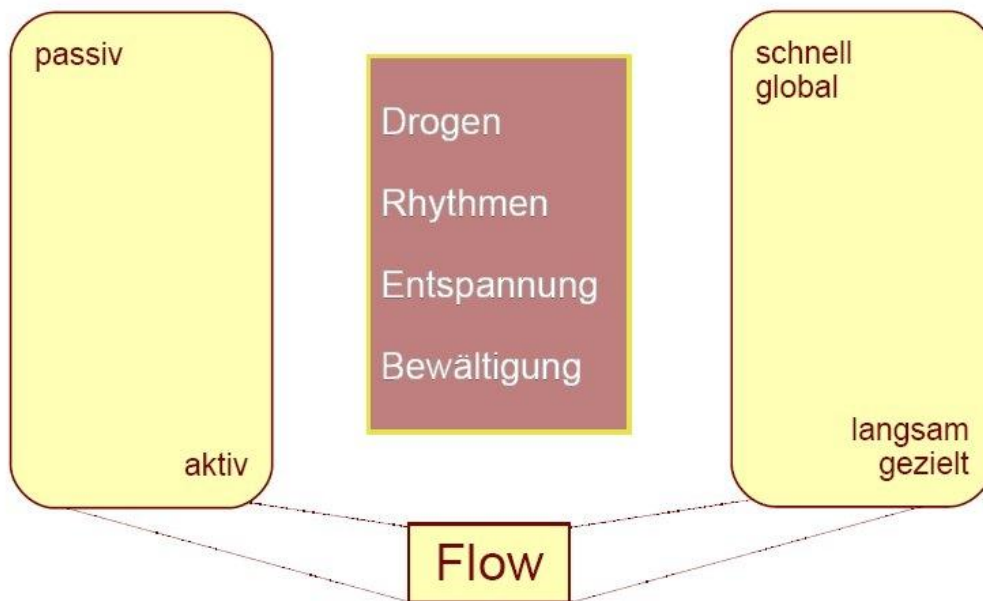 passiv
aktiv
Drogen
Rhythmen
Entspannung
Bewältigung
schnell
global
langsam
gezielt
Flow